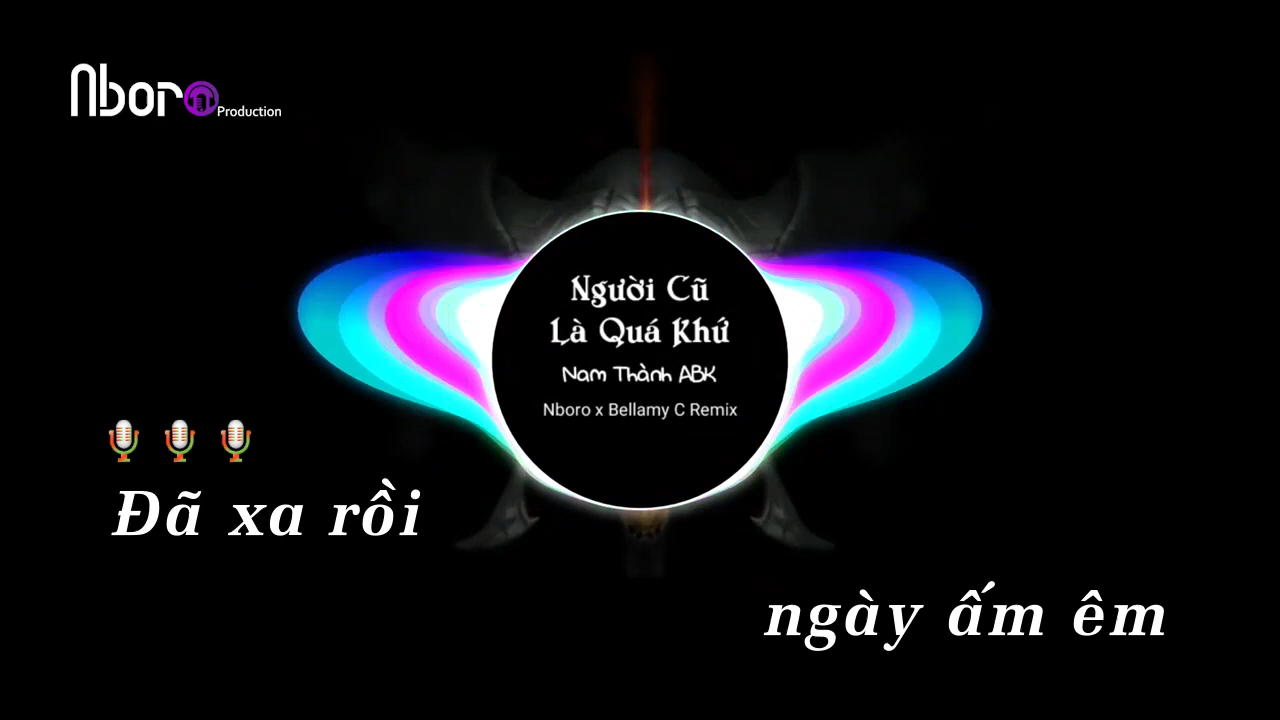 Nboro Production
Người Cũ
Là Quá Khứ
Nam Thành ABK
Nboro x Bellamy C Remix
Đã xa rồi
ngày ấm êm